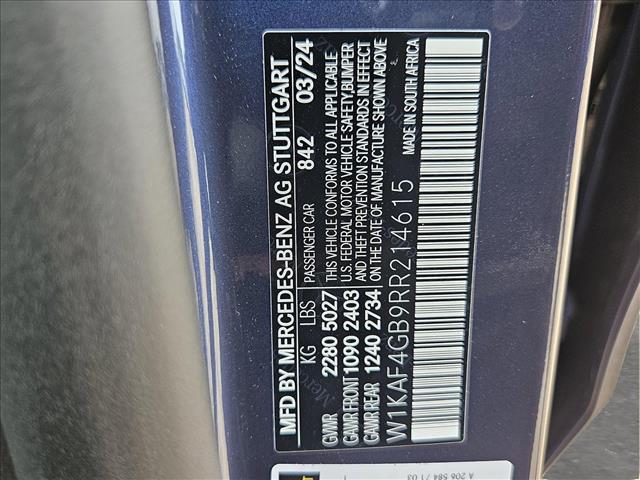 MFD BY MERCEDES-BENZ AG STUTTGART
842 03/24
KG LBS PASSENGER CAR
GVWR 2280 5027
GAWR FRONT 1090 2403
GAWR REAR 1240 2734
THIS VEHICLE CONFORMS TO ALL APPLICABLE
U.S. FEDERAL MOTOR VEHICLE SAFETY, BUMPER
AND THEFT PREVENTION STANDARDS IN EFFECT
ON THE DATE OF MANUFACTURE SHOWN ABOVE
W1KAF4GB9RR214615
MADE IN SOUTH AFRICA
A 206 584 71 03